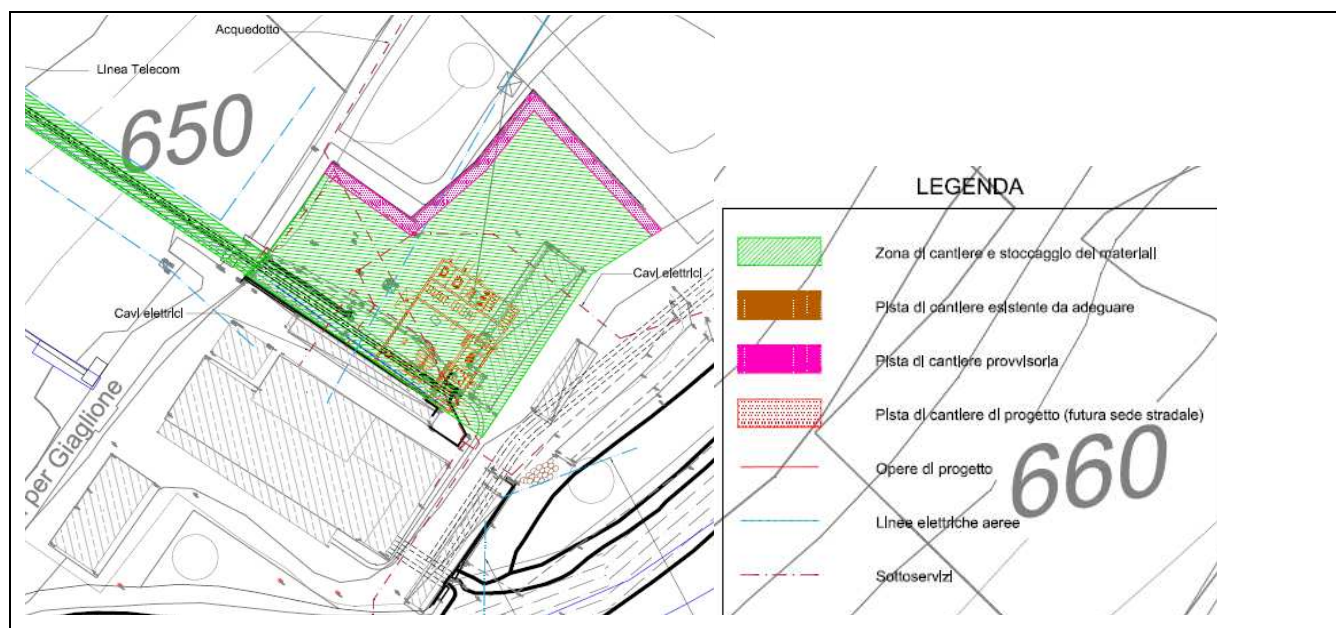 Acquedotto
Linea Telecom
650
Cavi elettrici
Cavi elettrici
per Giaglione
LEGENDA
Zona di cantiere e stoccaggio dei materiali
Pista di cantiere esistente da adeguare
Pista di cantiere provvisoria
Pista di cantiere di progetto (futura sede stradale)
Opere di progetto
Linee elettriche aeree
Sottoservizi
660